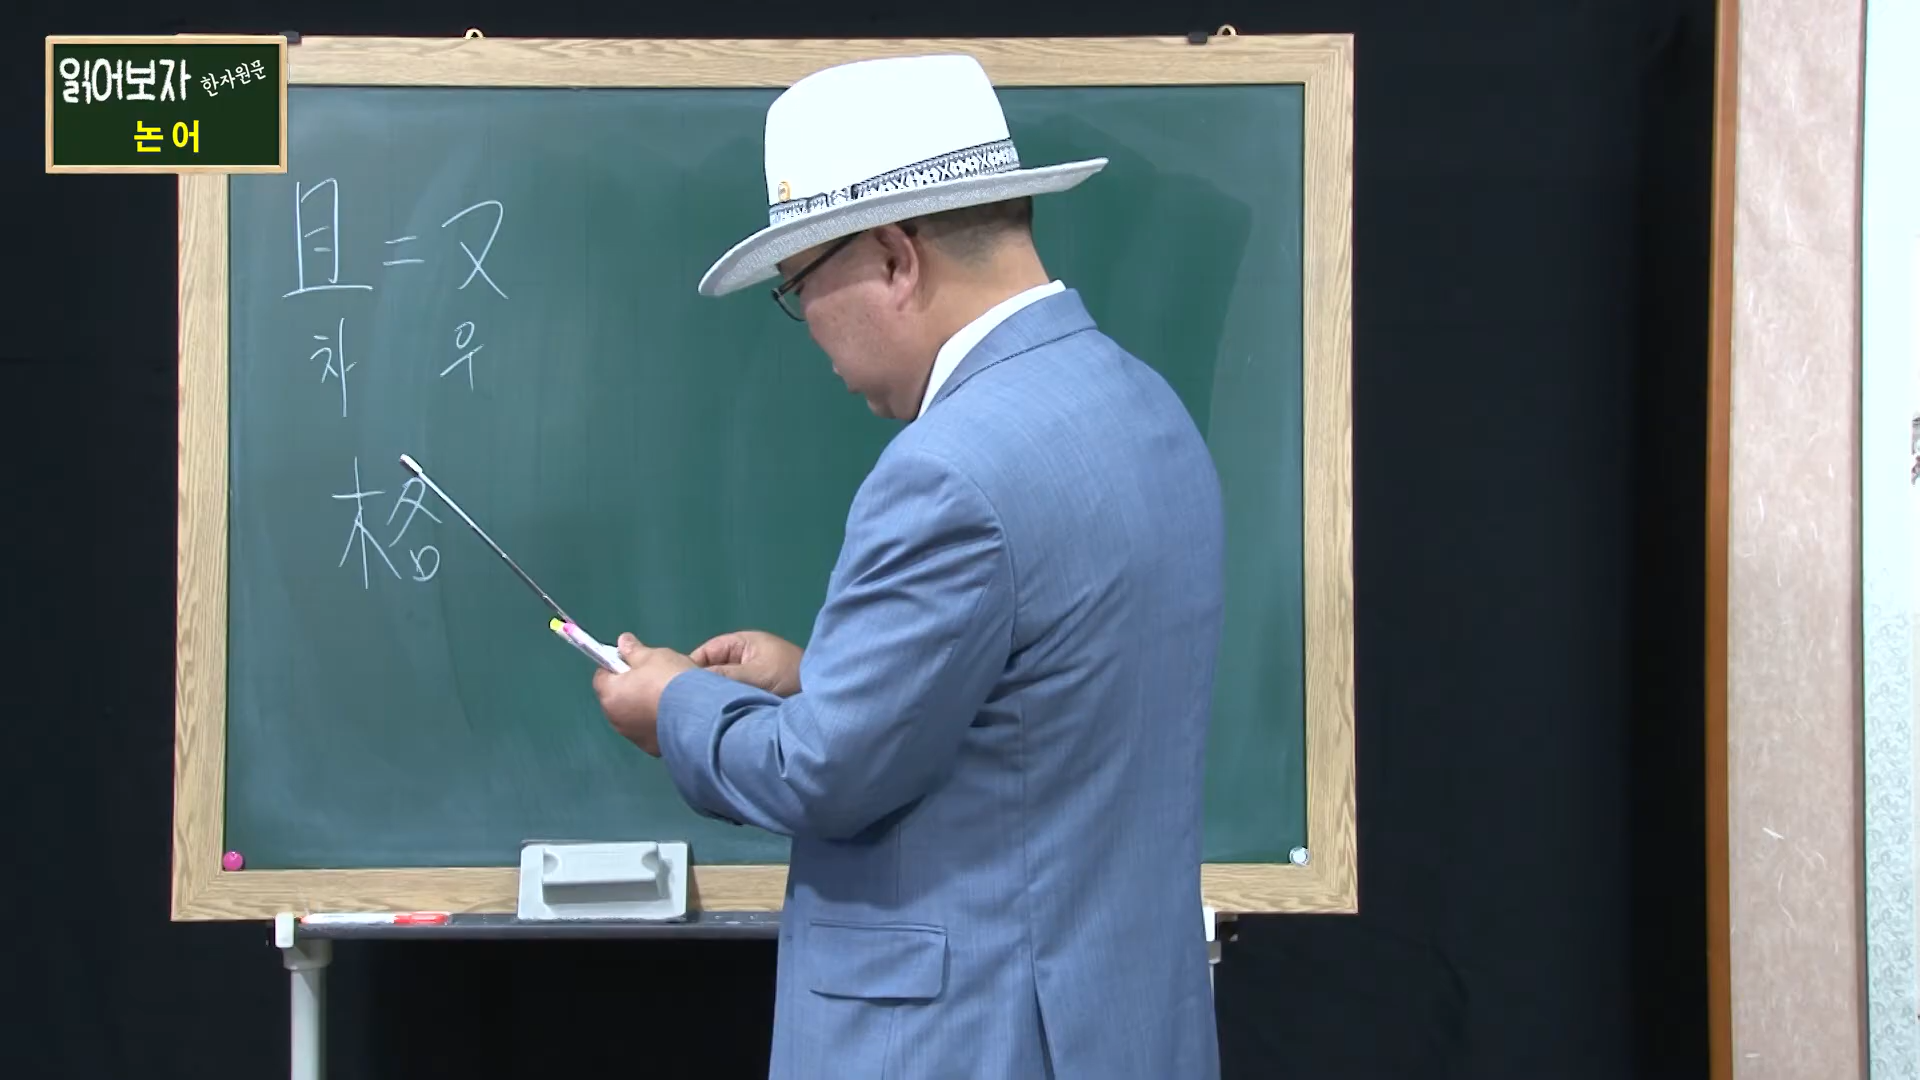 읽어보자 한자원문
논어
且 = 又
차 우
格